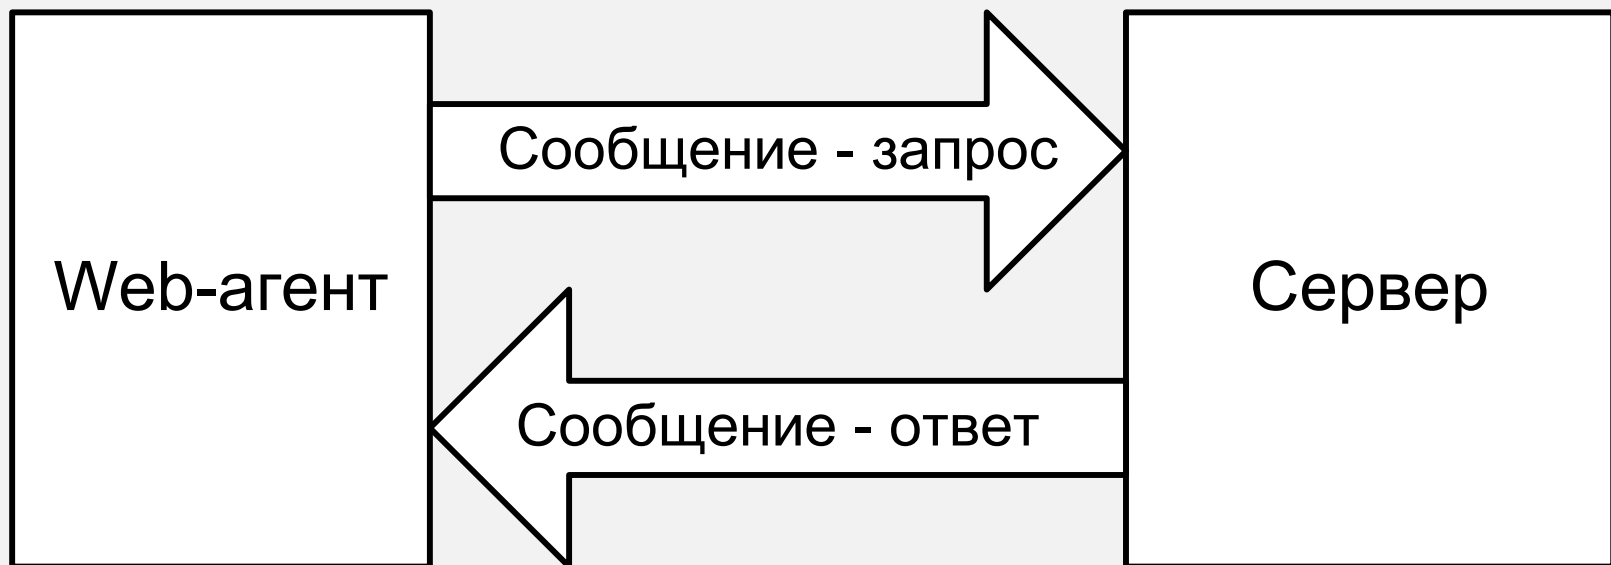 Сообщение - запрос
Web-агент
Сервер
Сообщение - ответ